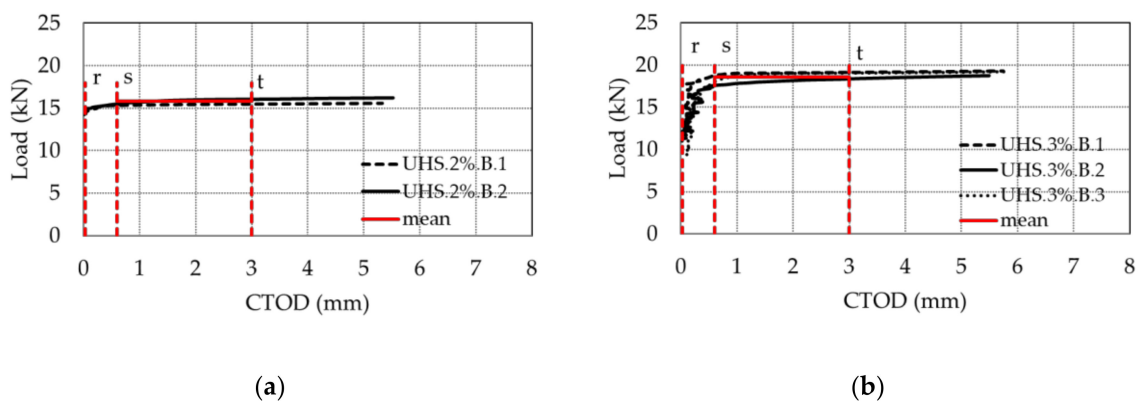 25
20
15
10
5
0
Load (kN)
r s t
UHS.2%.B.1
UHS.2%.B.2
mean
0 1 2 3 4 5 6 7 8
CTOD (mm)
(a)
25
20
15
10
5
0
Load (kN)
r s t
UHS.3%.B.1
UHS.3%.B.2
UHS.3%.B.3
mean
0 1 2 3 4 5 6 7 8
CTOD (mm)
(b)